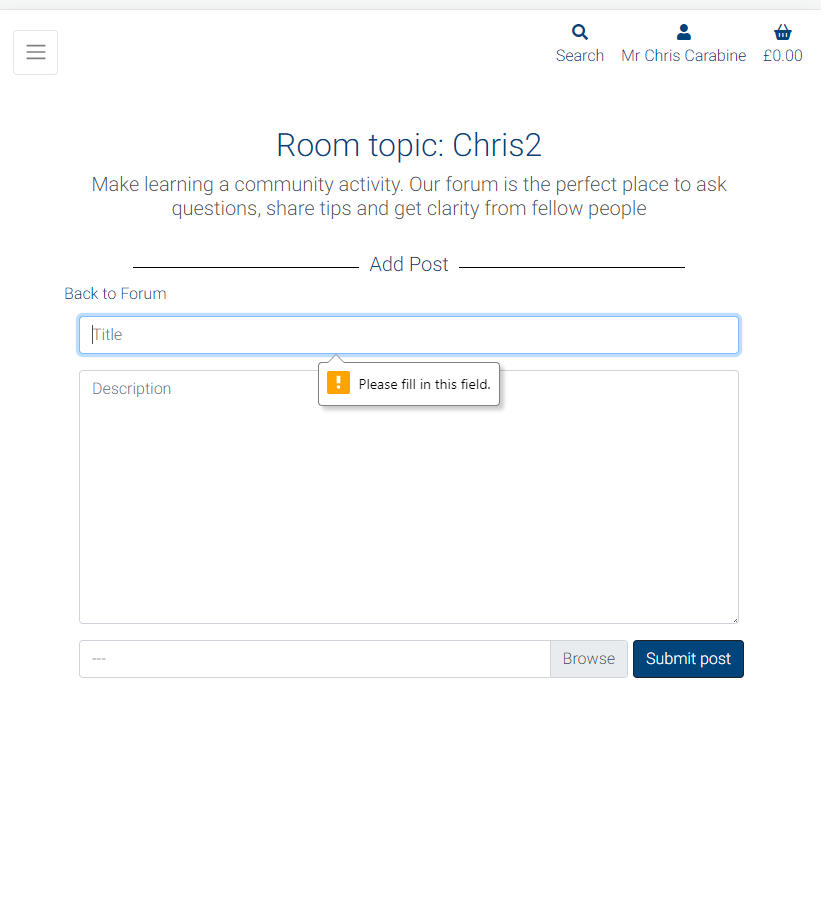 Search
Mr Chris Carabine
£0.00
Room topic: Chris2
Make learning a community activity. Our forum is the perfect place to ask
questions, share tips and get clarity from fellow people
Add Post
Back to Forum
Title
Please fill in this field.
Description
---
Browse
Submit post